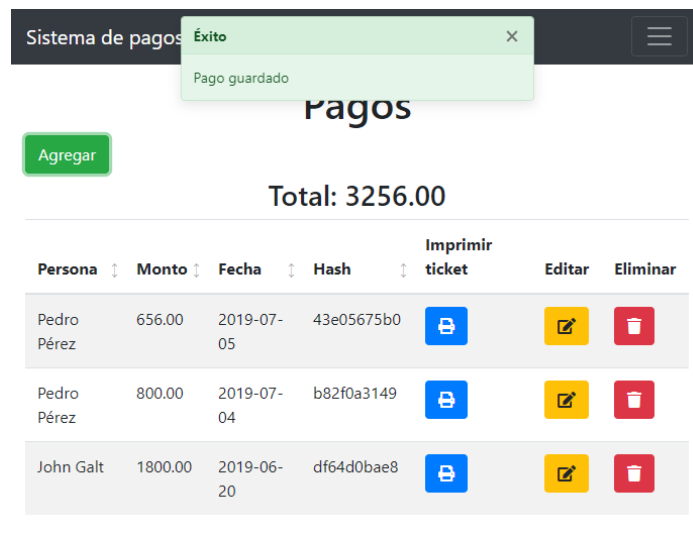 Sistema de pagos
Éxito ×
Pago guardado
Pagos
Agregar
Total: 3256.00
Persona Monto Fecha Hash Imprimir ticket Editar Eliminar
Pedro Pérez 656.00 2019-07-05 43e05675b0
Pedro Pérez 800.00 2019-07-04 b82f0a3149
John Galt 1800.00 2019-06-20 df64d0bae8